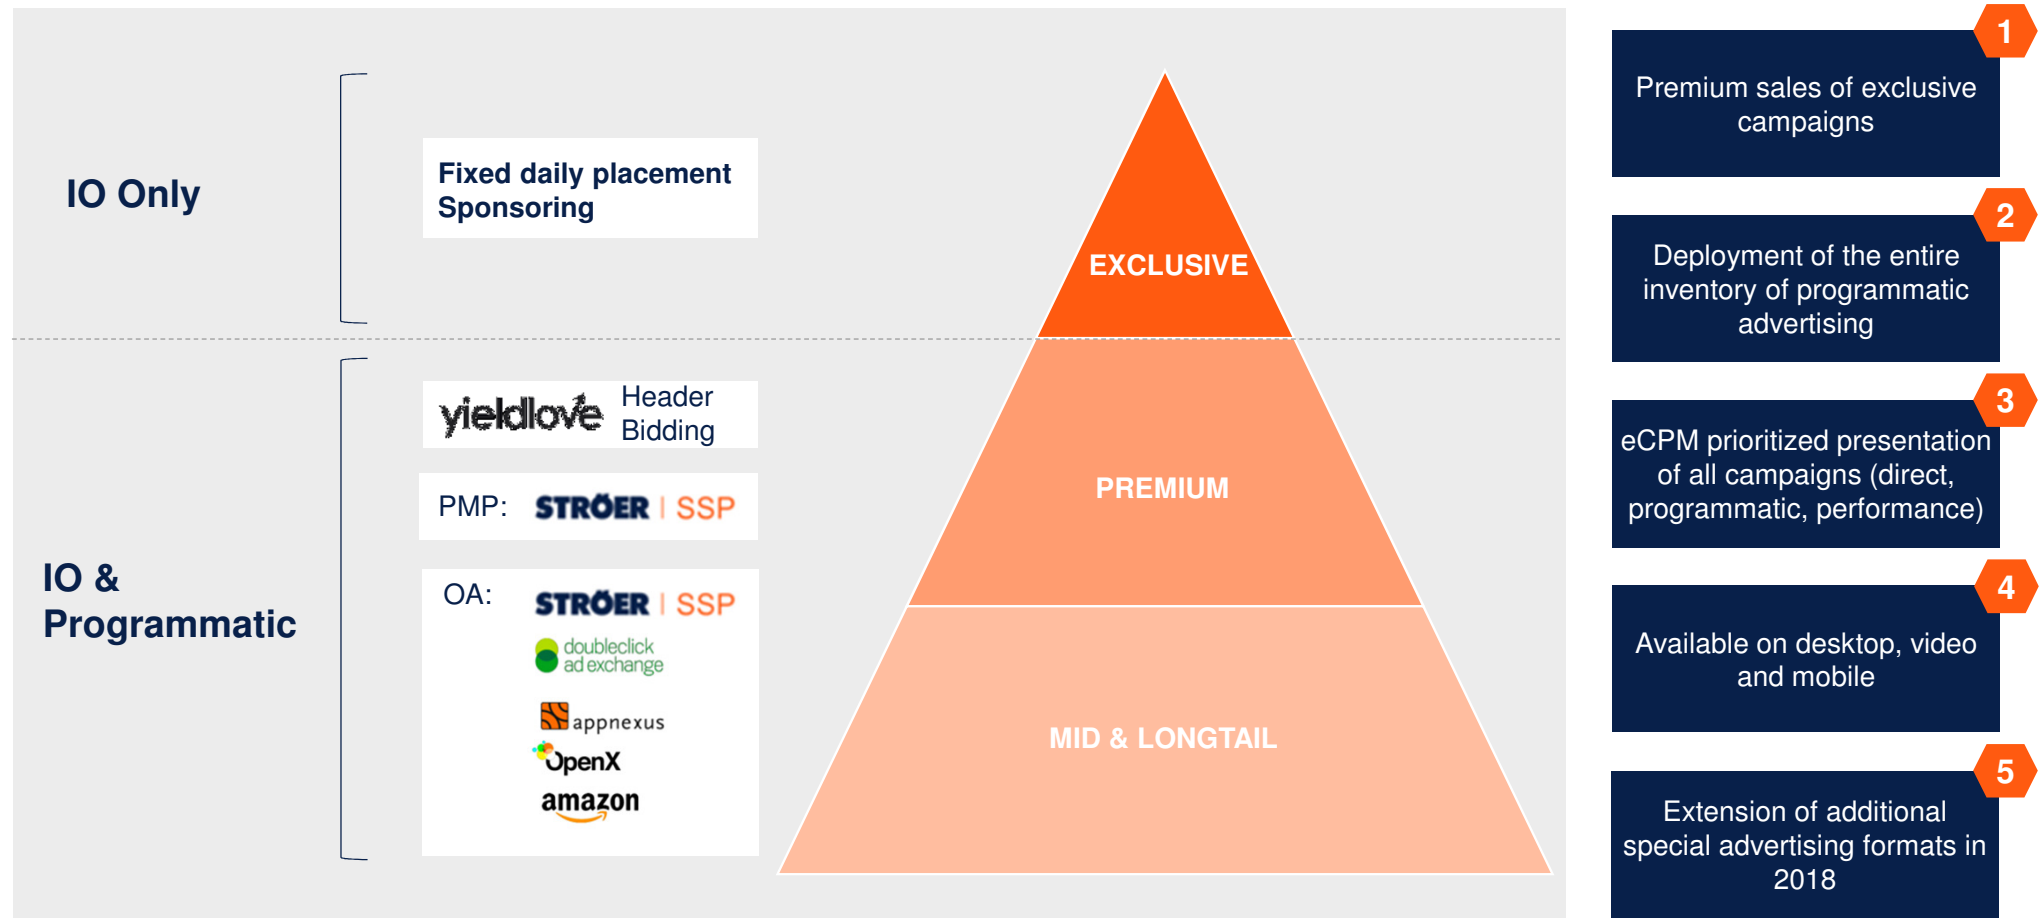 IO Only
Fixed daily placement
Sponsoring
EXCLUSIVE
IO &
Programmatic
yieldlove
Header
Bidding
PMP: STRÖER | SSP
OA: STRÖER | SSP
doubleclick
ad exchange
appnexus
OpenX
amazon
PREMIUM
MID & LONGTAIL
1
Premium sales of exclusive
campaigns
2
Deployment of the entire
inventory of programmatic
advertising
3
eCPM prioritized presentation
of all campaigns (direct,
programmatic, performance)
4
Available on desktop, video
and mobile
5
Extension of additional
special advertising formats in
2018